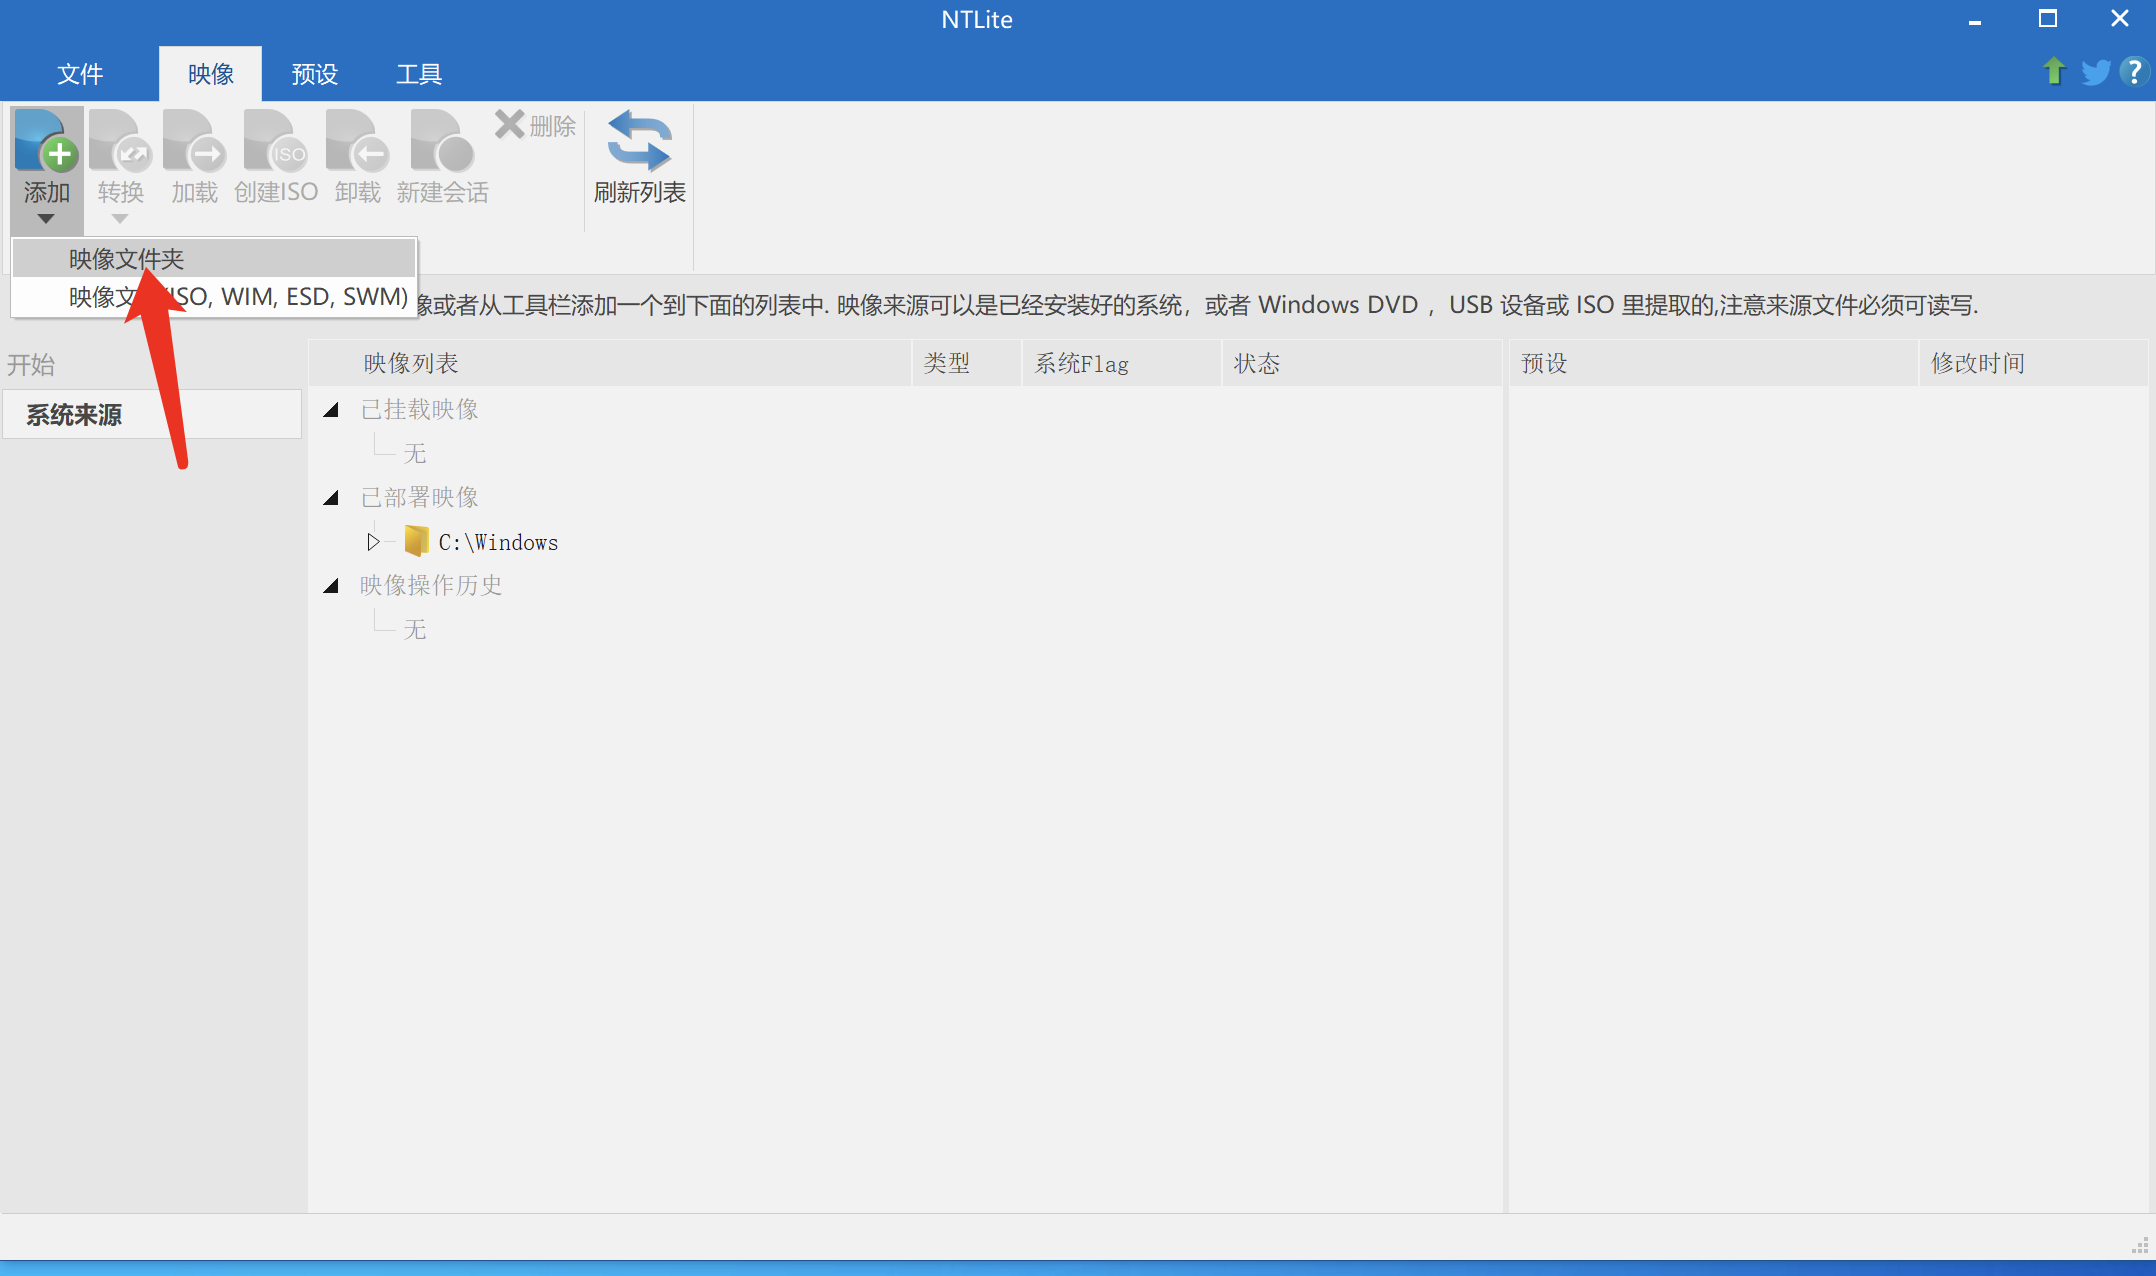 NTLite
文件 映像 预设 工具
添加 转换 加载 创建ISO 卸载 新建会话 删除 刷新列表
映像文件夹
映像文 ISO, WIM, ESD, SWM)
像或者从工具栏添加一个到下面的列表中. 映像来源可以是已经安装好的系统，或者 Windows DVD ，USB 设备或 ISO 里提取的,注意来源文件必须可读写.
开始
系统来源
映像列表 类型 系统Flag 状态 预设 修改时间
已挂载映像
无
已部署映像
C:\Windows
映像操作历史
无